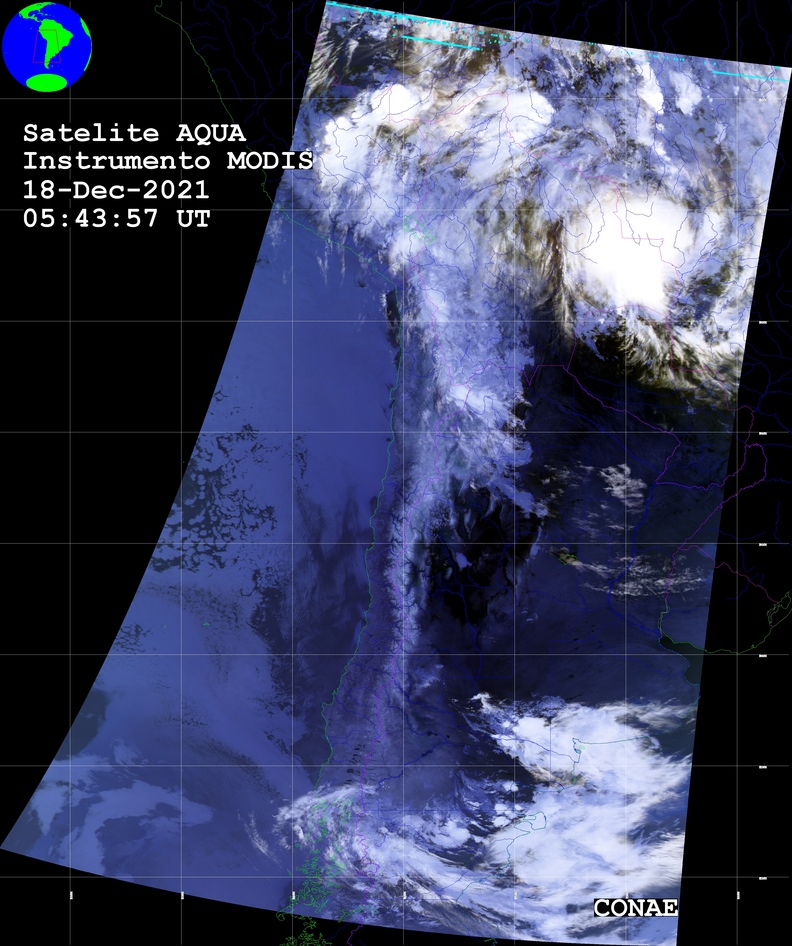 Satelite AQUA
Instrumento MODIS
18-Dec-2021
05:43:57 UT
CONAE